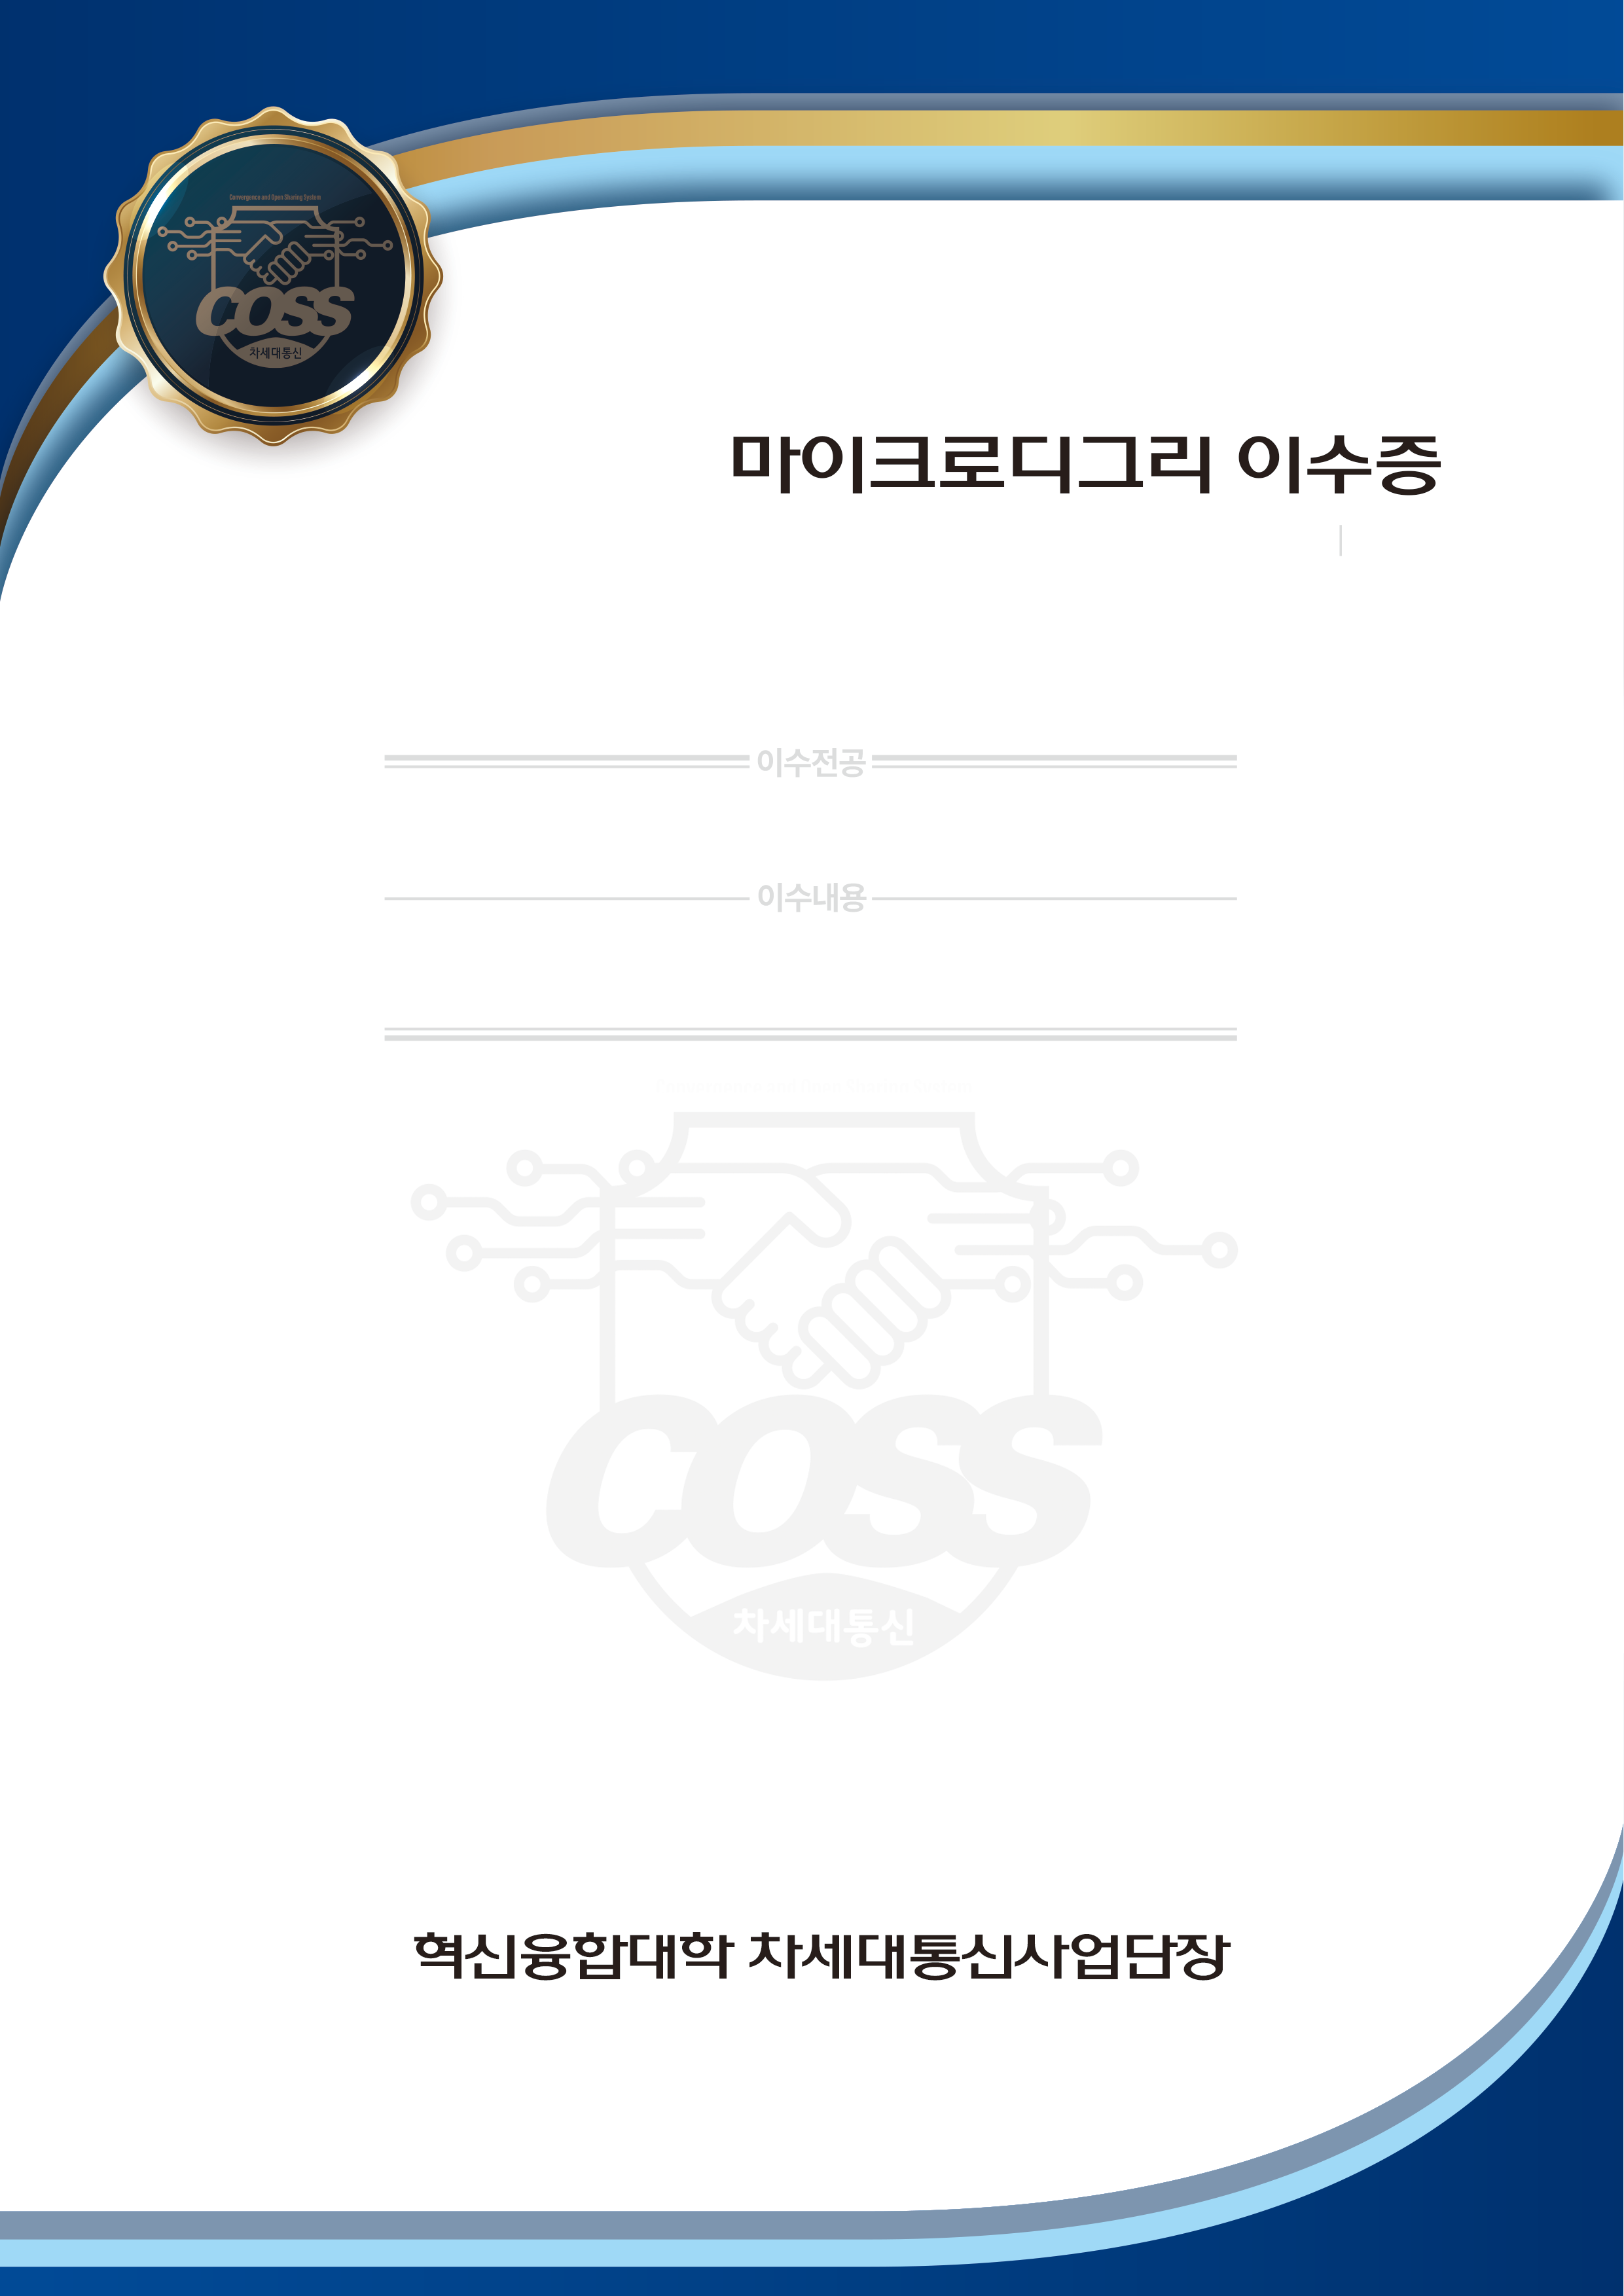 Convergence and Open Sharing System
COSS
차세대통신
마이크로디그리 이수증
이수전공
이수내용
COSS
차세대통신
혁신융합대학 차세대통신사업단장